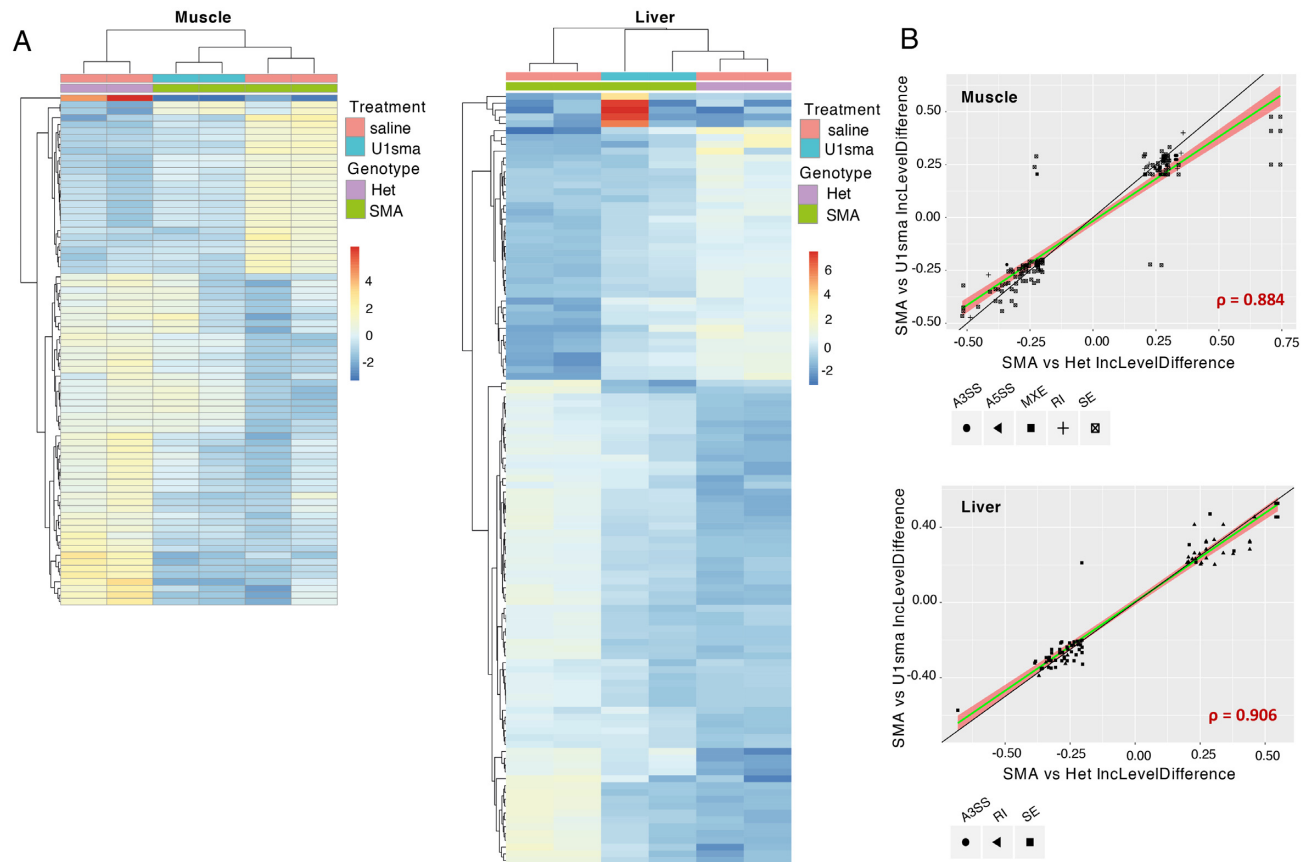 A
Muscle
Treatment
saline
U1sma
Genotype
Het
SMA
4
2
0
-2
Liver
Treatment
saline
U1sma
Genotype
Het
SMA
6
4
2
0
-2
B
Muscle
SMA vs U1sma IncLevelDifference
0.50
0.25
0.00
-0.25
-0.50
ρ = 0.884
-0.50 -0.25 0.00 0.25 0.50 0.75
SMA vs Het IncLevelDifference
A3SS A5SS MXE RI SE
Liver
SMA vs U1sma IncLevelDifference
0.40
0.00
-0.40
ρ = 0.906
-0.50 -0.25 0.00 0.25 0.50
SMA vs Het IncLevelDifference
A3SS RI SE